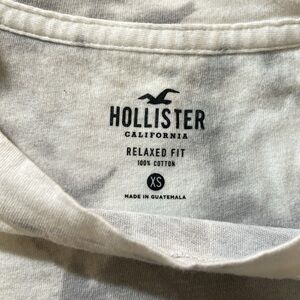 HOLLISTER
CALIFORNIA
RELAXED FIT
100% COTTON
XS
MADE IN GUATEMALA